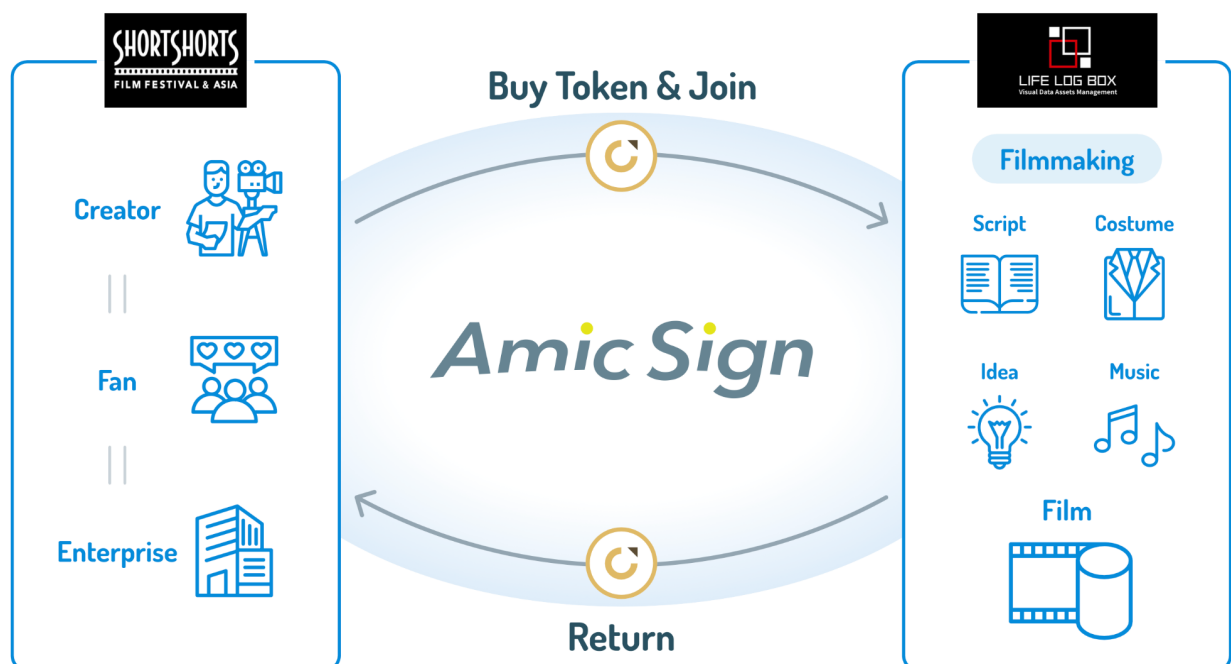 SHORTSHORTS
FILM FESTIVAL & ASIA
Creator
Fan
Enterprise
Buy Token & Join
Amic Sign
Return
LIFE LOG BOX
Visual Data Assets Management
Filmmaking
Script
Costume
Idea
Music
Film